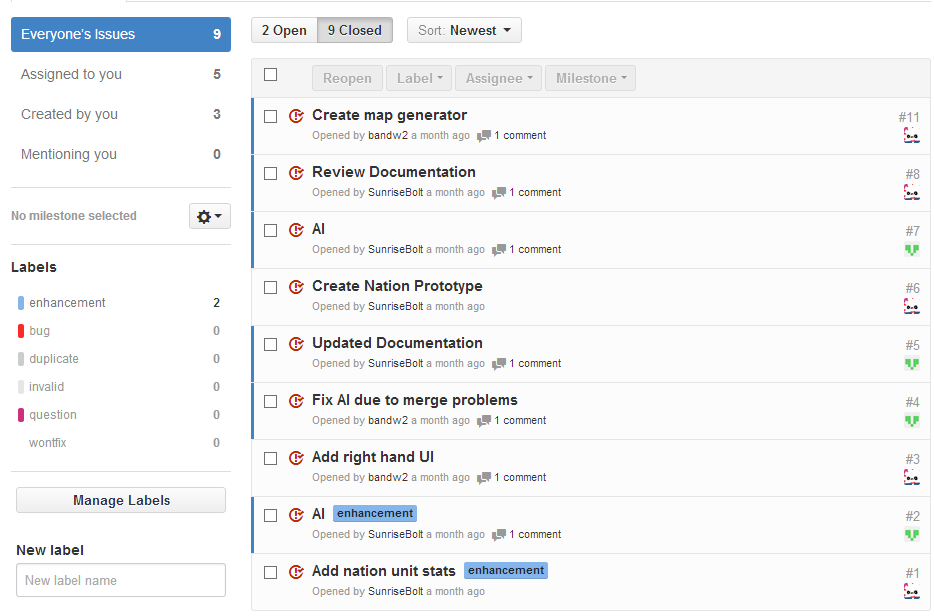 Everyone's Issues 9
Assigned to you 5
Created by you 3
Mentioning you 0
No milestone selected
Labels
enhancement 2
bug 0
duplicate 0
invalid 0
question 0
wontfix 0
Manage Labels
New label
New label name
2 Open 9 Closed Sort: Newest
Reopen Label Assignee Milestone
Create map generator #11
Opened by bandw2 a month ago 1 comment
Review Documentation #8
Opened by SunriseBolt a month ago 1 comment
AI #7
Opened by SunriseBolt a month ago 1 comment
Create Nation Prototype #6
Opened by SunriseBolt a month ago
Updated Documentation #5
Opened by SunriseBolt a month ago 1 comment
Fix AI due to merge problems #4
Opened by bandw2 a month ago 1 comment
Add right hand UI #3
Opened by bandw2 a month ago 1 comment
AI enhancement #2
Opened by SunriseBolt a month ago 1 comment
Add nation unit stats enhancement #1
Opened by SunriseBolt a month ago